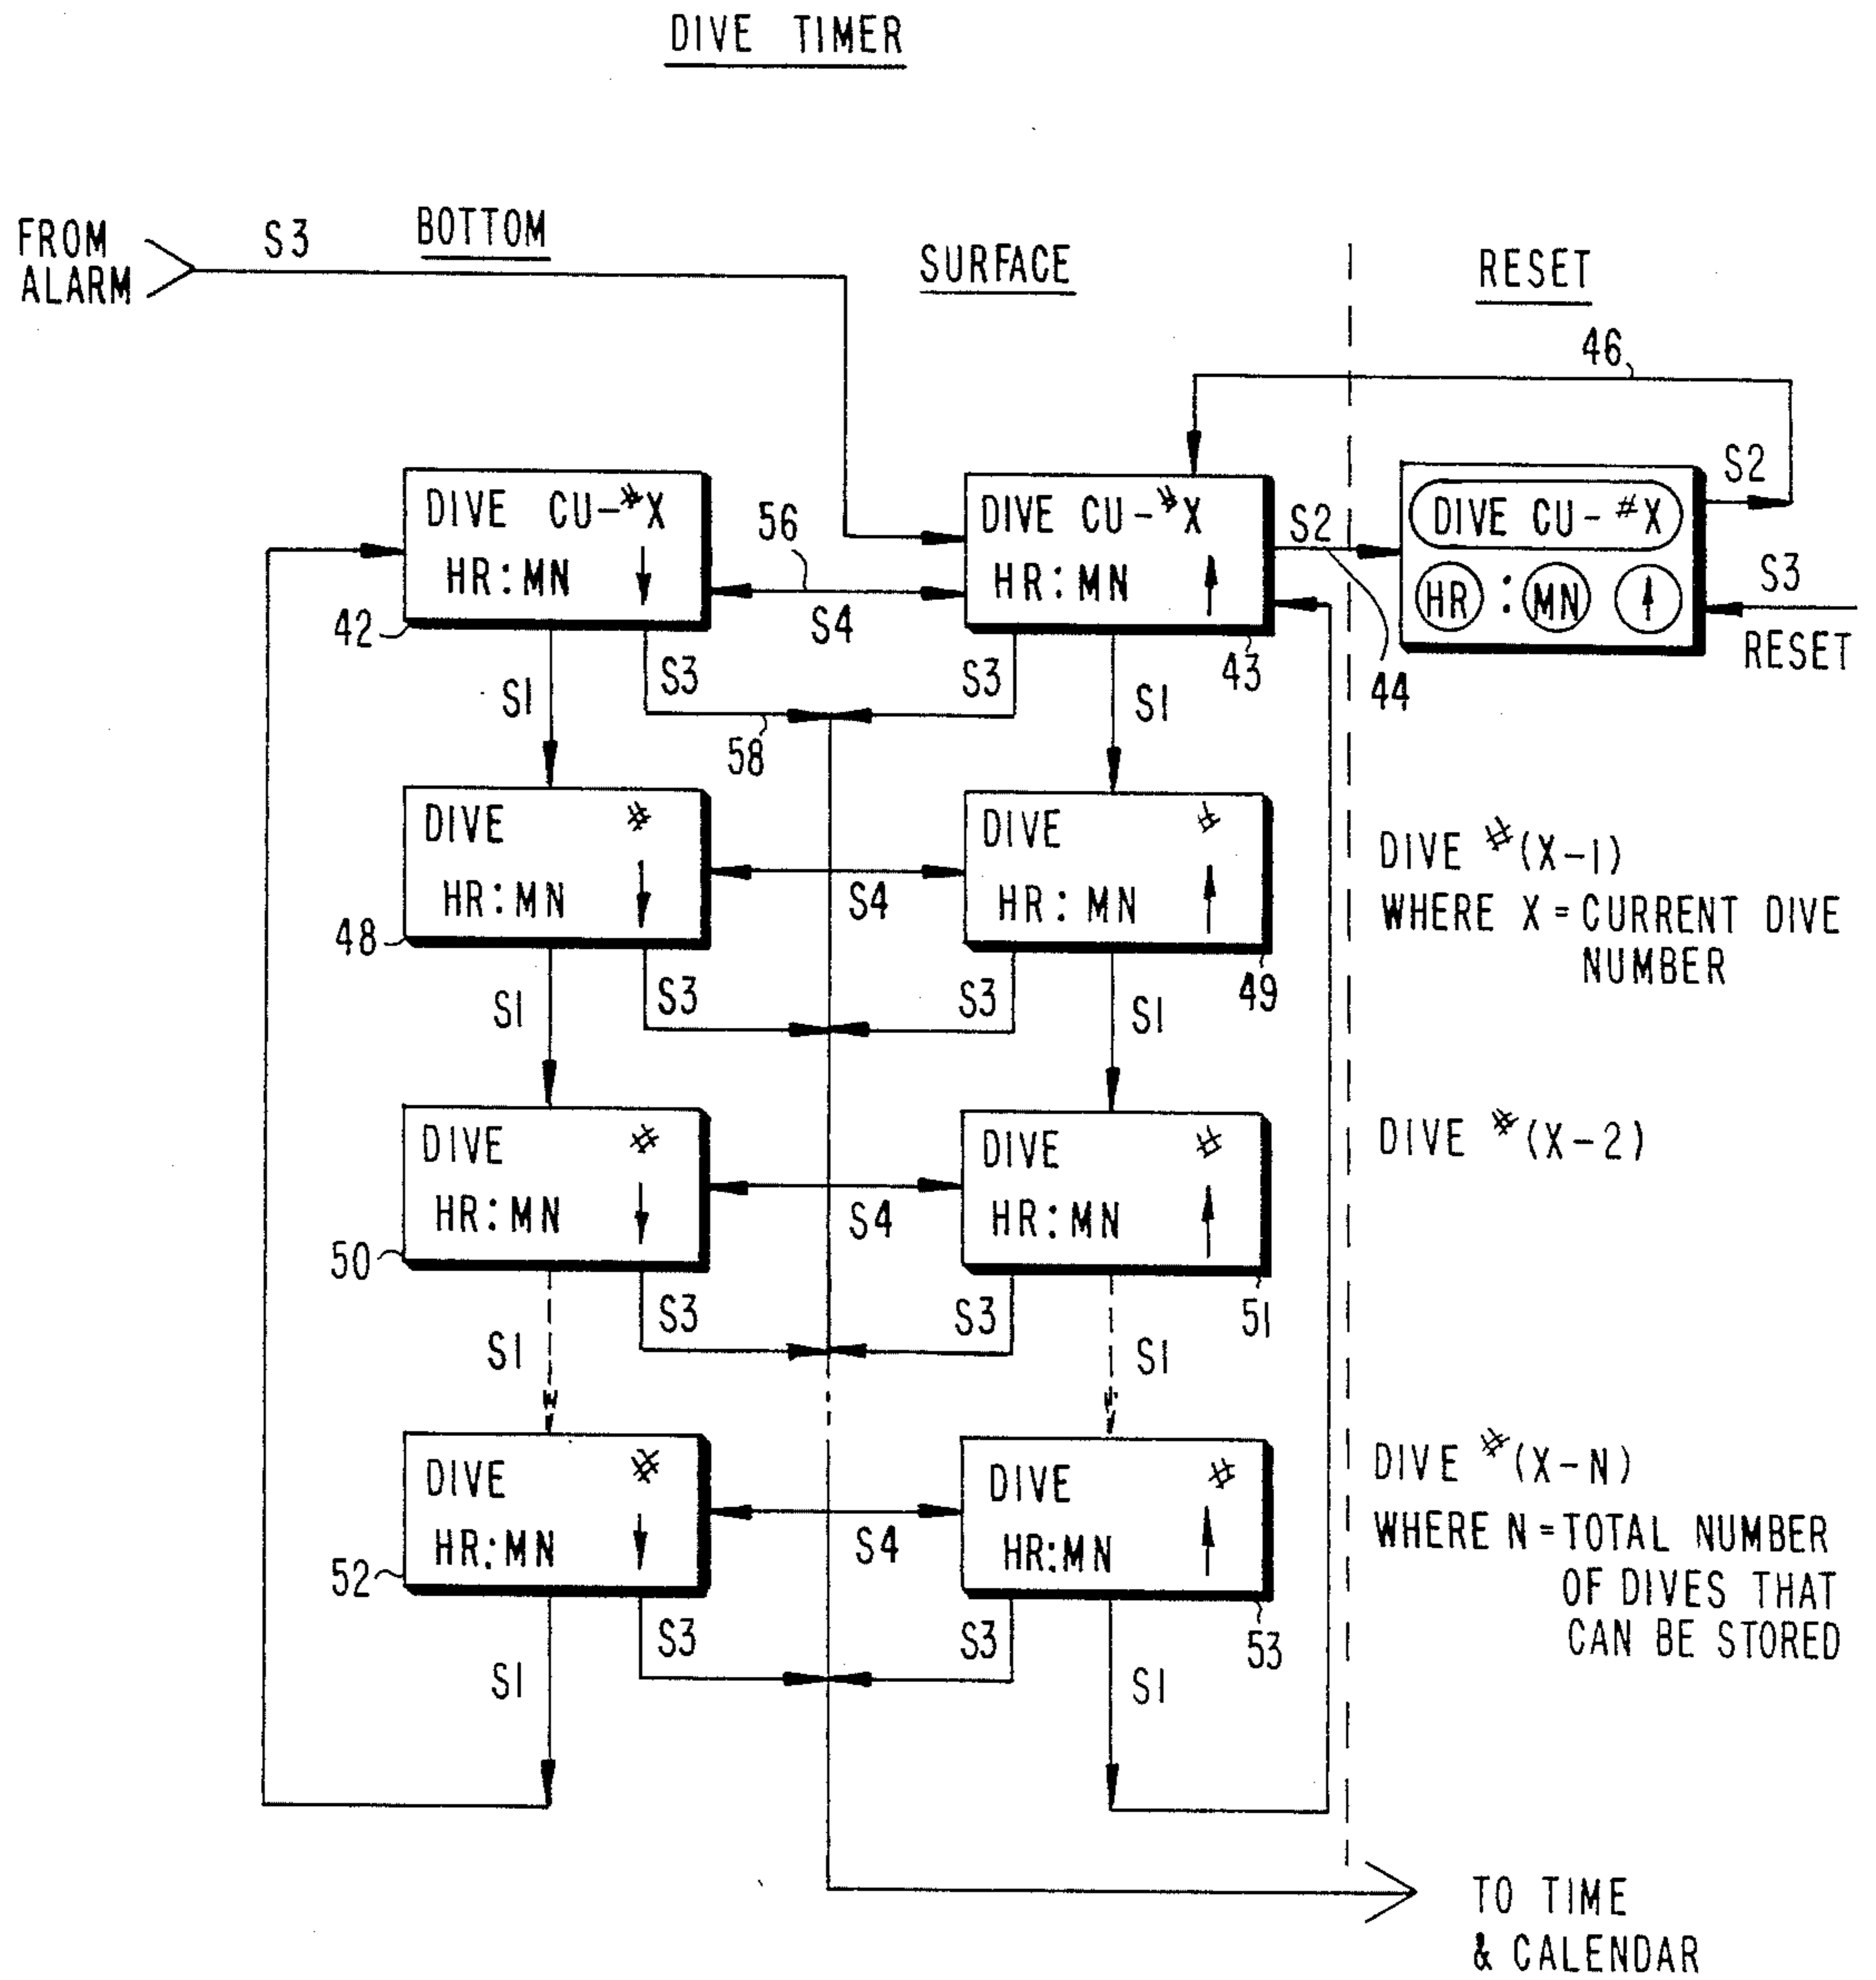 DIVE TIMER
FROM
ALARM
S3
BOTTOM
SURFACE
RESET
46
DIVE CU-#X
HR:MN ↓
42
56
S4
DIVE CU-#X
HR:MN ↑
43
S2
44
DIVE CU-#X
HR : MN ↑
S2
S3
RESET
S1
S3
58
S3
S1
DIVE #
HR:MN ↓
48
S4
DIVE #
HR:MN ↑
49
DIVE #(X-1)
WHERE X = CURRENT DIVE
NUMBER
S1
S3
S3
S1
DIVE #
HR:MN ↓
50
S4
DIVE #
HR:MN ↑
51
DIVE #(X-2)
S1
S3
S3
S1
DIVE #
HR:MN ↓
52
S4
DIVE #
HR:MN ↑
53
DIVE #(X-N)
WHERE N = TOTAL NUMBER
OF DIVES THAT
CAN BE STORED
S1
S3
S3
S1
TO TIME
& CALENDAR